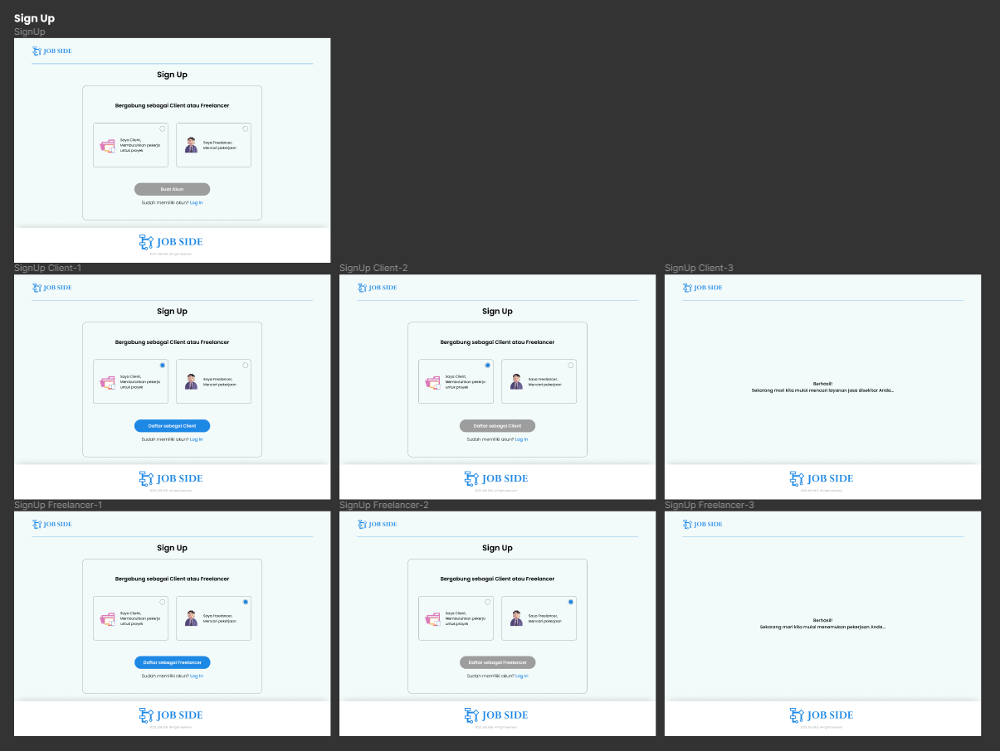 Sign Up
SignUp
JOB SIDE
Sign Up
Bergabung sebagai Client atau Freelancer
Saya Client,
Membutuhkan pekerja
untuk proyek
Saya Freelancer,
Mencari pekerjaan
Buat Akun
Sudah memiliki akun? Log In
JOB SIDE
SignUp Client-1
JOB SIDE
Sign Up
Bergabung sebagai Client atau Freelancer
Saya Client,
Membutuhkan pekerja
untuk proyek
Saya Freelancer,
Mencari pekerjaan
Daftar sebagai Client
Sudah memiliki akun? Log In
JOB SIDE
SignUp Client-2
JOB SIDE
Sign Up
Bergabung sebagai Client atau Freelancer
Saya Client,
Membutuhkan pekerja
untuk proyek
Saya Freelancer,
Mencari pekerjaan
Daftar sebagai Client
Sudah memiliki akun? Log In
JOB SIDE
SignUp Client-3
JOB SIDE
Berhasil!
Sekarang mari kita mulai mencari layanan jasa disekitar Anda...
JOB SIDE
SignUp Freelancer-1
JOB SIDE
Sign Up
Bergabung sebagai Client atau Freelancer
Saya Client,
Membutuhkan pekerja
untuk proyek
Saya Freelancer,
Mencari pekerjaan
Daftar sebagai Freelancer
Sudah memiliki akun? Log In
JOB SIDE
SignUp Freelancer-2
JOB SIDE
Sign Up
Bergabung sebagai Client atau Freelancer
Saya Client,
Membutuhkan pekerja
untuk proyek
Saya Freelancer,
Mencari pekerjaan
Daftar sebagai Freelancer
Sudah memiliki akun? Log In
JOB SIDE
SignUp Freelancer-3
JOB SIDE
Berhasil!
Sekarang mari kita mulai menemukan pekerjaan Anda...
JOB SIDE